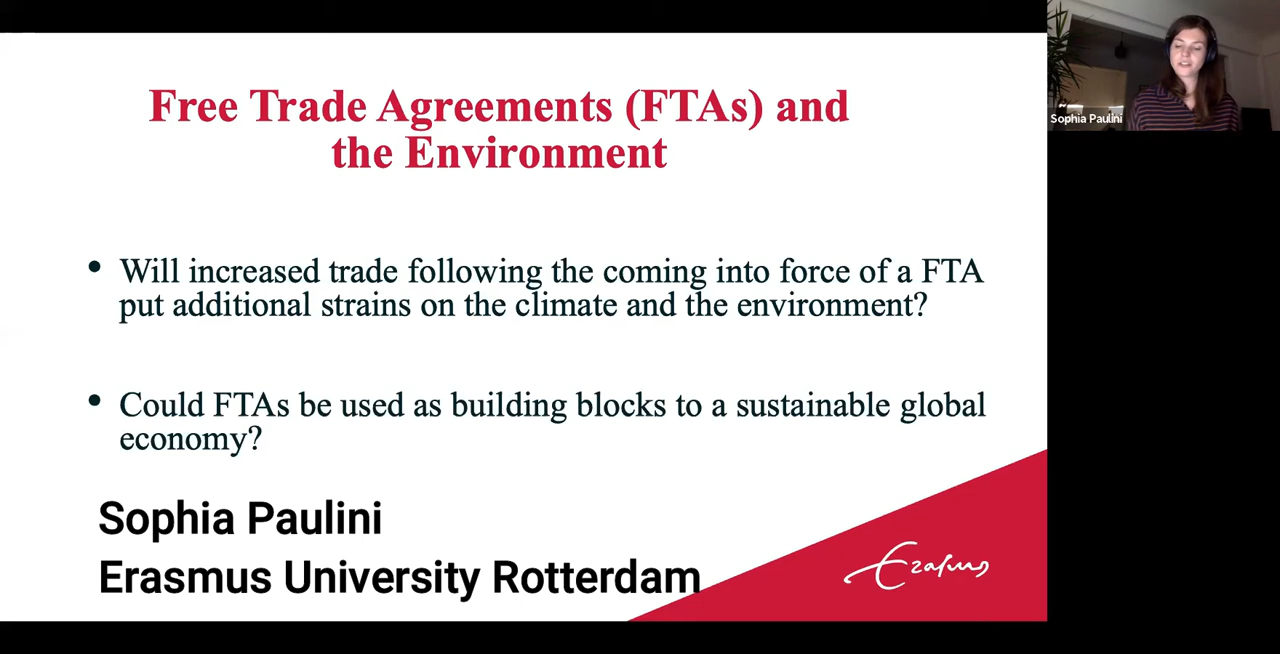 Free Trade Agreements (FTAs) and
the Environment
• Will increased trade following the coming into force of a FTA
put additional strains on the climate and the environment?
• Could FTAs be used as building blocks to a sustainable global
economy?
Sophia Paulini
Erasmus University Rotterdam
Erasmus
Sophia Paulini